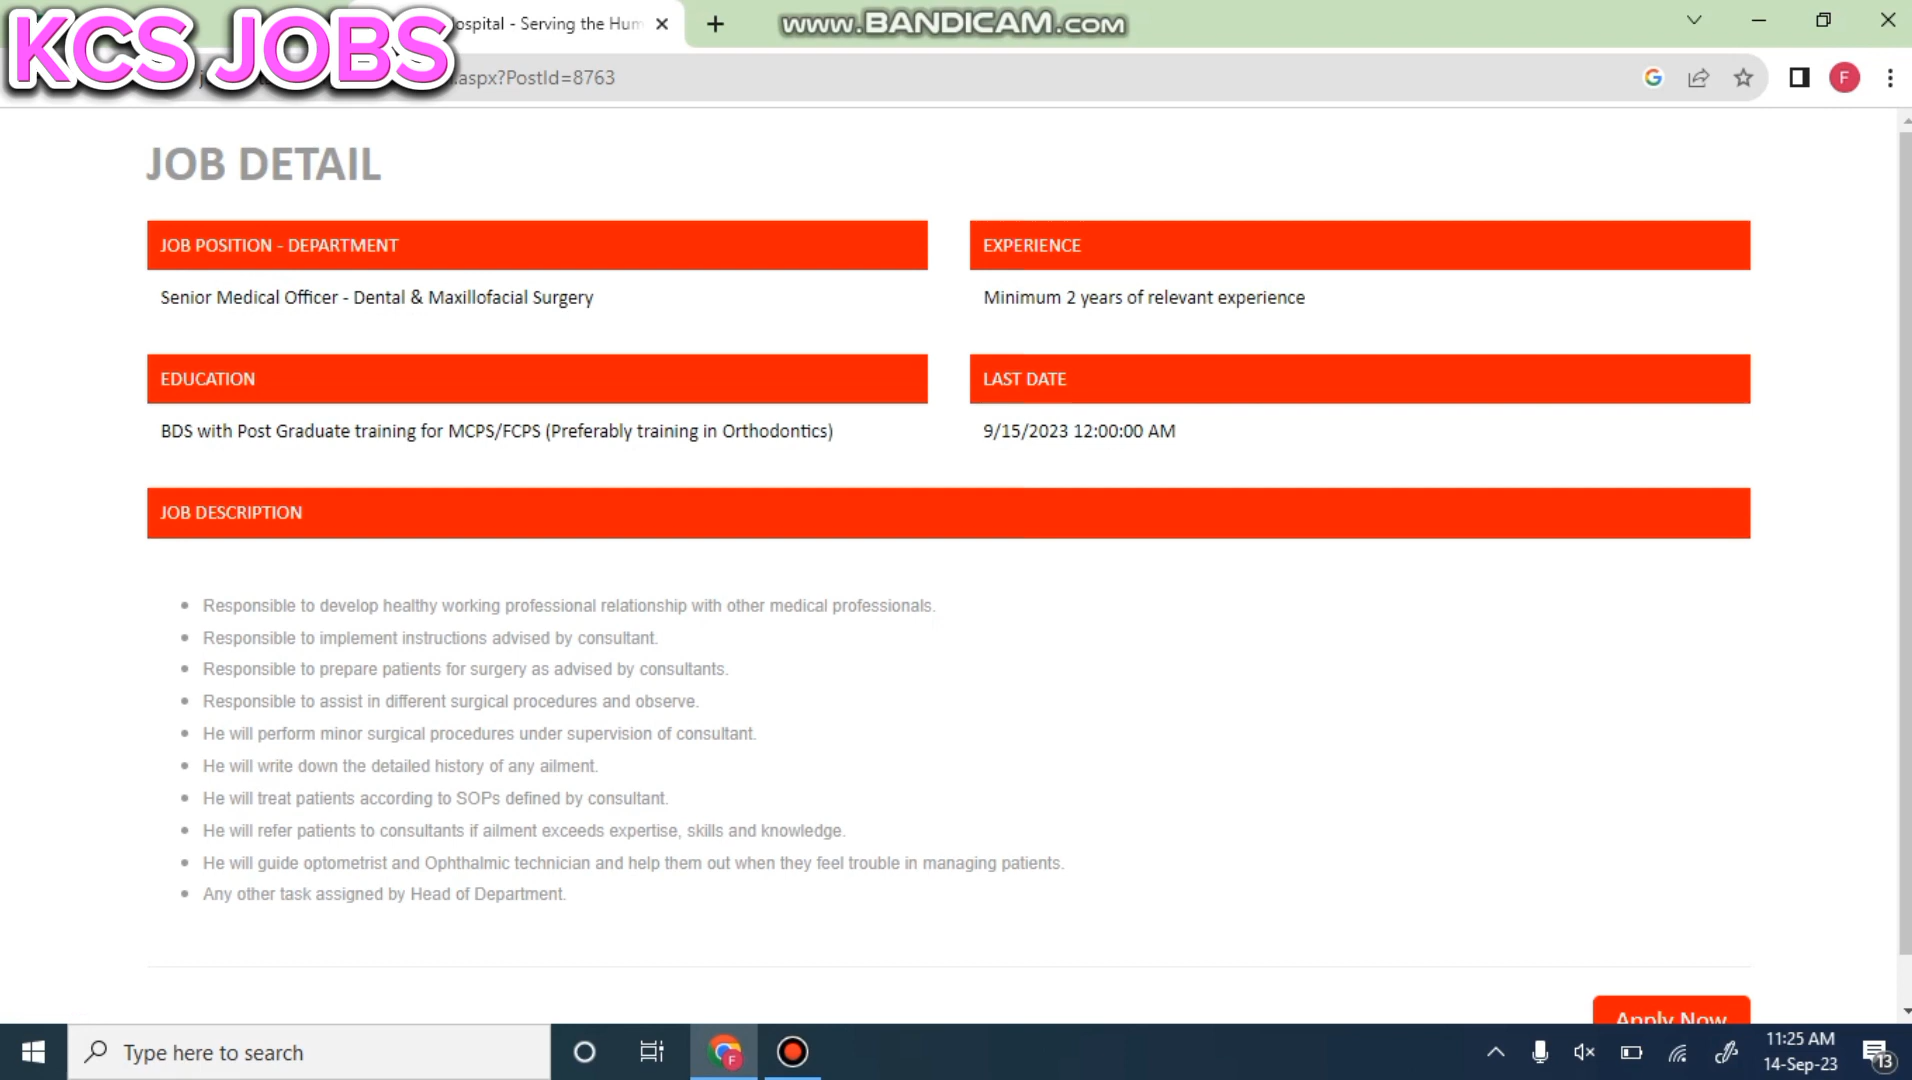 KCS JOBS
ospital - Serving the Hum
www.BANDICAM.com
.aspx?PostId=8763
F
JOB DETAIL
JOB POSITION - DEPARTMENT
EXPERIENCE
Senior Medical Officer - Dental & Maxillofacial Surgery
Minimum 2 years of relevant experience
EDUCATION
LAST DATE
BDS with Post Graduate training for MCPS/FCPS (Preferably training in Orthodontics)
9/15/2023 12:00:00 AM
JOB DESCRIPTION
Responsible to develop healthy working professional relationship with other medical professionals.
Responsible to implement instructions advised by consultant.
Responsible to prepare patients for surgery as advised by consultants.
Responsible to assist in different surgical procedures and observe.
He will perform minor surgical procedures under supervision of consultant.
He will write down the detailed history of any ailment.
He will treat patients according to SOPs defined by consultant.
He will refer patients to consultants if ailment exceeds expertise, skills and knowledge.
He will guide optometrist and Ophthalmic technician and help them out when they feel trouble in managing patients.
Any other task assigned by Head of Department.
Apply Now
Type here to search
F
11:25 AM
14-Sep-23
13